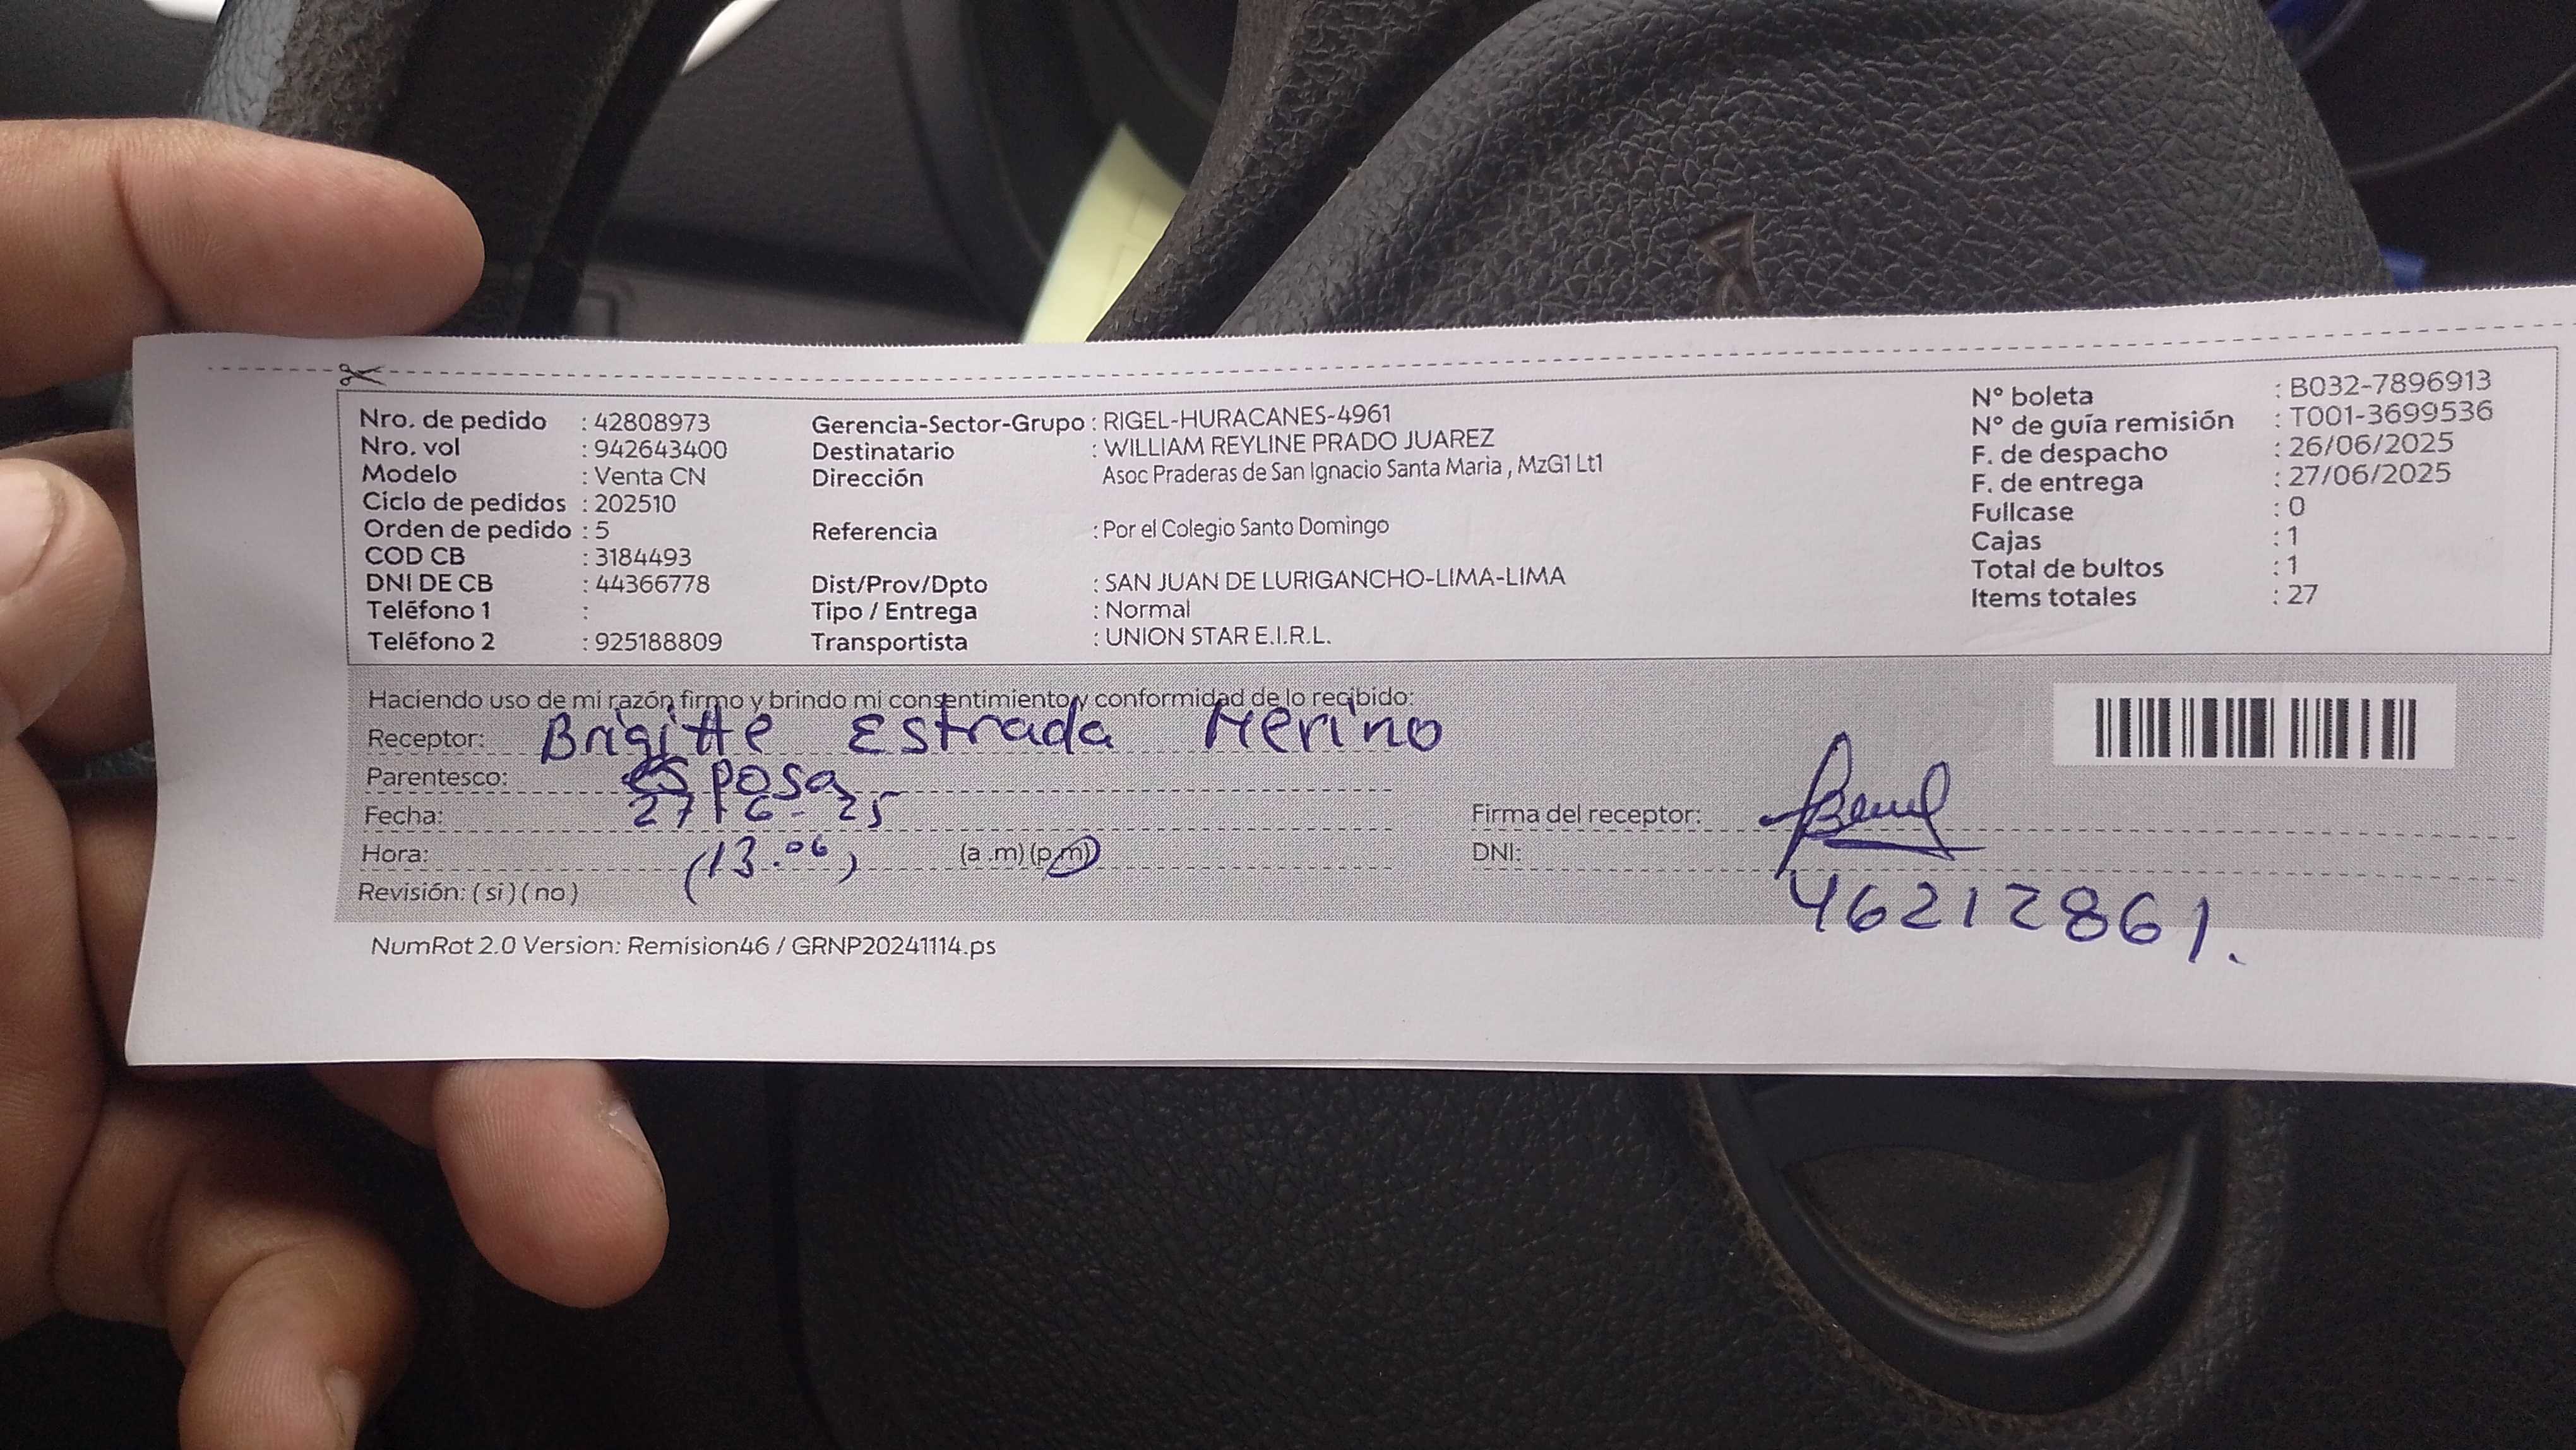 Nro. de pedido : 42808973
Nro. vol : 942643400
Modelo : Venta CN
Ciclo de pedidos : 202510
Orden de pedido : 5
COD CB : 3184493
DNI DE CB : 44366778
Teléfono 1 :
Teléfono 2 : 925188809
Gerencia-Sector-Grupo : RIGEL-HURACANES-4961
Destinatario : WILLIAM REYLINE PRADO JUAREZ
Dirección Asoc Praderas de San Ignacio Santa Maria , MzG1 Lt1
Referencia : Por el Colegio Santo Domingo
Dist/Prov/Dpto : SAN JUAN DE LURIGANCHO-LIMA-LIMA
Tipo / Entrega : Normal
Transportista : UNION STAR E.I.R.L.
N° boleta : B032-7896913
N° de guía remisión : T001-3699536
F. de despacho : 26/06/2025
F. de entrega : 27/06/2025
Fullcase : 0
Cajas : 1
Total de bultos : 1
Items totales : 27
Haciendo uso de mi razón firmo y brindo mi consentimiento y conformidad de lo recibido:
Receptor: Brigitte Estrada Merino
Parentesco: esposa
Fecha: 27-6-25
Hora: (13.06) (a .m) (p.m)
Revisión: ( si ) ( no )
Firma del receptor:
DNI: 46212861.
NumRot 2.0 Version: Remision46 / GRNP20241114.ps